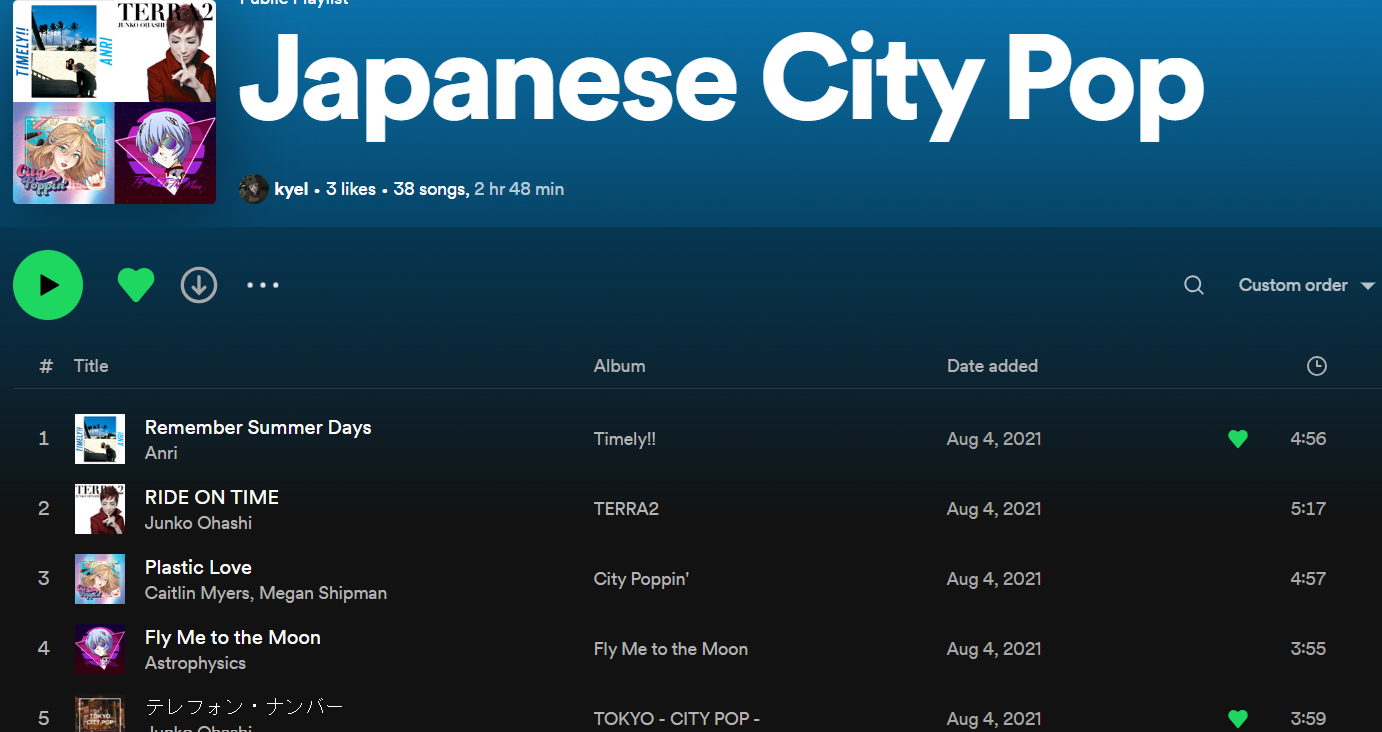 Public Playlist
TERRA2
JUNKO OHASHI
TIMELY!!
ANRI
City
Poppin'
Japanese City Pop
kyel • 3 likes • 38 songs, 2 hr 48 min
Custom order
# Title Album Date added
1 Remember Summer Days Timely!! Aug 4, 2021 4:56
Anri
2 RIDE ON TIME TERRA2 Aug 4, 2021 5:17
Junko Ohashi
3 Plastic Love City Poppin' Aug 4, 2021 4:57
Caitlin Myers, Megan Shipman
4 Fly Me to the Moon Fly Me to the Moon Aug 4, 2021 3:55
Astrophysics
5 テレフォン・ナンバー TOKYO - CITY POP - Aug 4, 2021 3:59
TOKYO
CITY POP
Junko Ohashi